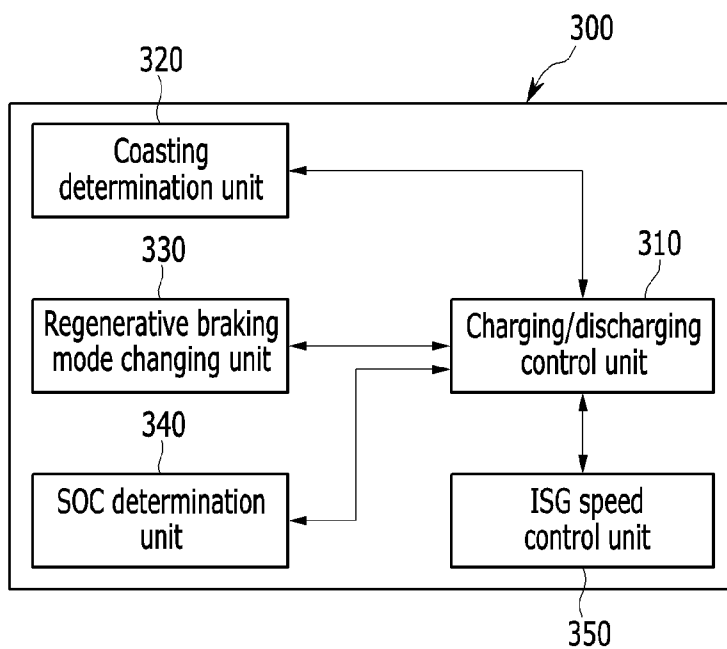 300
320
Coasting
determination unit
330
Regenerative braking
mode changing unit
310
Charging/discharging
control unit
340
SOC determination
unit
ISG speed
control unit
350